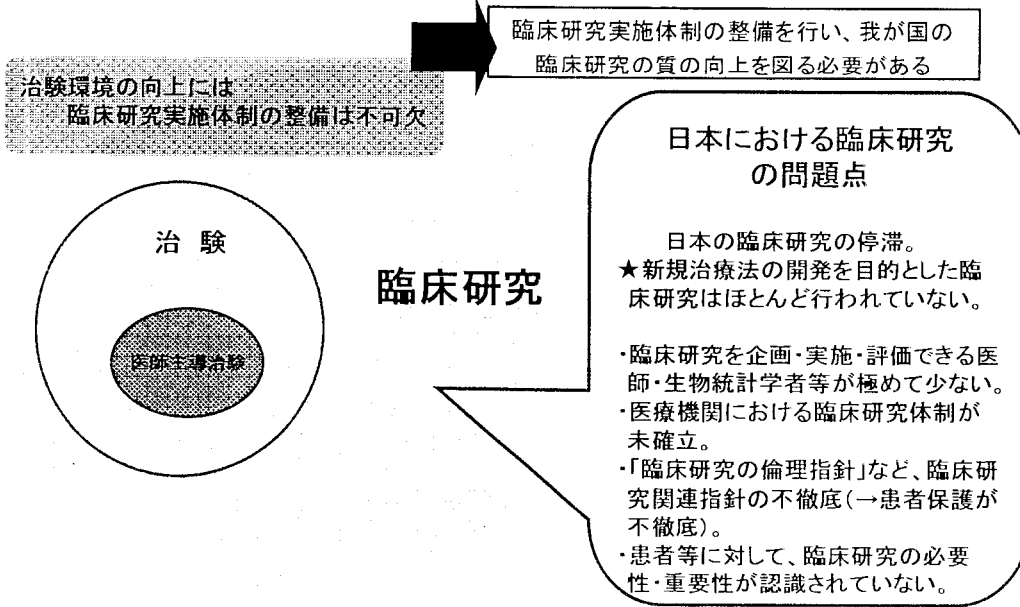 臨床研究実施体制の整備を行い、我が国の
臨床研究の質の向上を図る必要がある
治験環境の向上には
臨床研究実施体制の整備は不可欠
治 験
医師主導治験
臨床研究
日本における臨床研究
の問題点
日本の臨床研究の停滞。
★新規治療法の開発を目的とした臨
床研究はほとんど行われていない。
・臨床研究を企画・実施・評価できる医
師・生物統計学者等が極めて少ない。
・医療機関における臨床研究体制が
未確立。
・「臨床研究の倫理指針」など、臨床研
究関連指針の不徹底(→患者保護が
不徹底)。
・患者等に対して、臨床研究の必要
性・重要性が認識されていない。